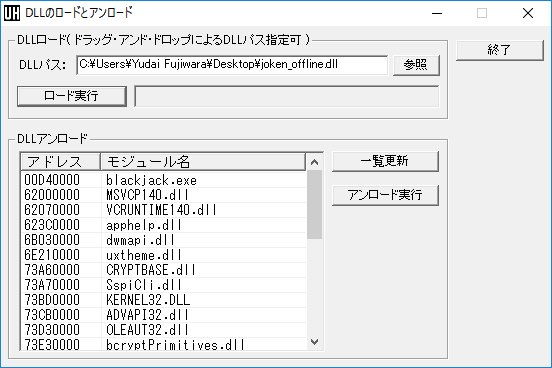 UH DLLのロードとアンロード
DLLロード( ドラッグ・アンド・ドロップによるDLLパス指定可 )
DLLパス: C:¥Users¥Yudai Fujiwara¥Desktop¥joken_offline.dll 参照
ロード実行
終了
DLLアンロード
アドレス モジュール名
00D40000 blackjack.exe
62000000 MSVCP140.dll
62070000 VCRUNTIME140.dll
623C0000 apphelp.dll
6B030000 dwmapi.dll
6E210000 uxtheme.dll
73A60000 CRYPTBASE.dll
73A70000 SspiCli.dll
73BD0000 KERNEL32.DLL
73CB0000 ADVAPI32.dll
73D30000 OLEAUT32.dll
73E30000 bcryptPrimitives.dll
一覧更新
アンロード実行